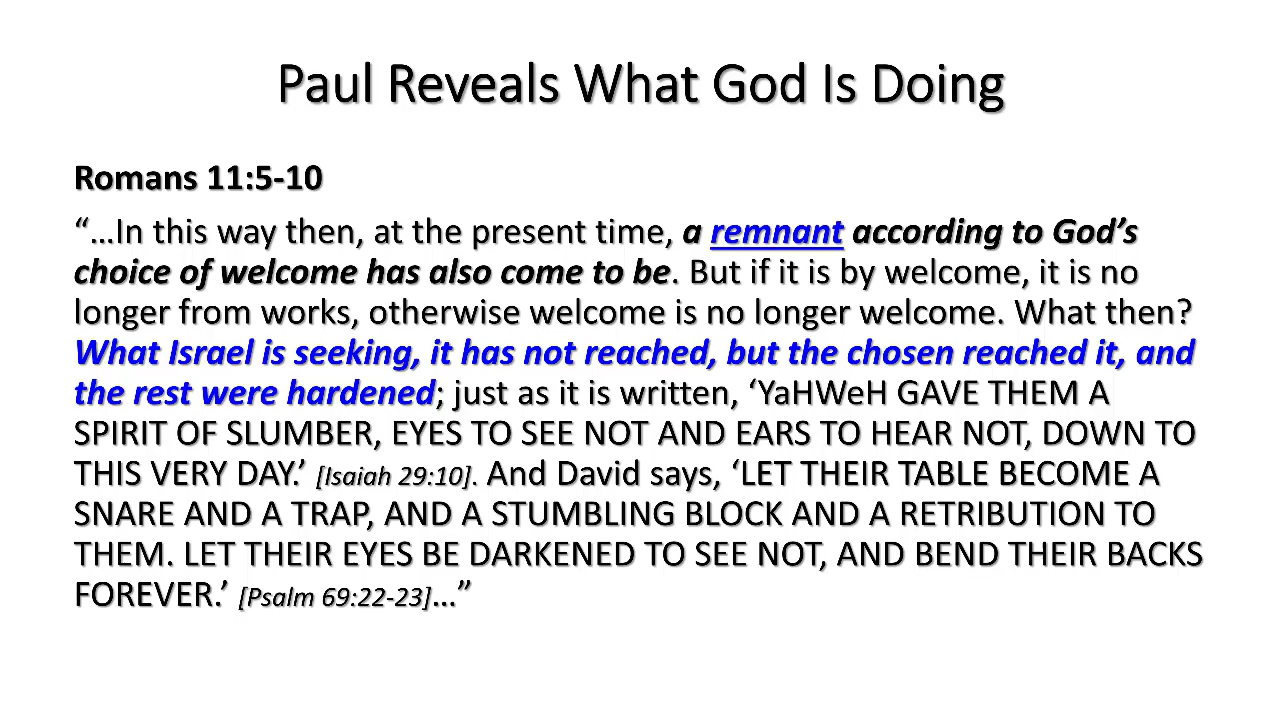 Paul Reveals What God Is Doing
Romans 11:5-10
“…In this way then, at the present time, a remnant according to God’s
choice of welcome has also come to be. But if it is by welcome, it is no
longer from works, otherwise welcome is no longer welcome. What then?
What Israel is seeking, it has not reached, but the chosen reached it, and
the rest were hardened; just as it is written, ‘YaHWeH GAVE THEM A
SPIRIT OF SLUMBER, EYES TO SEE NOT AND EARS TO HEAR NOT, DOWN TO
THIS VERY DAY.’ [Isaiah 29:10]. And David says, ‘LET THEIR TABLE BECOME A
SNARE AND A TRAP, AND A STUMBLING BLOCK AND A RETRIBUTION TO
THEM. LET THEIR EYES BE DARKENED TO SEE NOT, AND BEND THEIR BACKS
FOREVER.’ [Psalm 69:22-23]…”